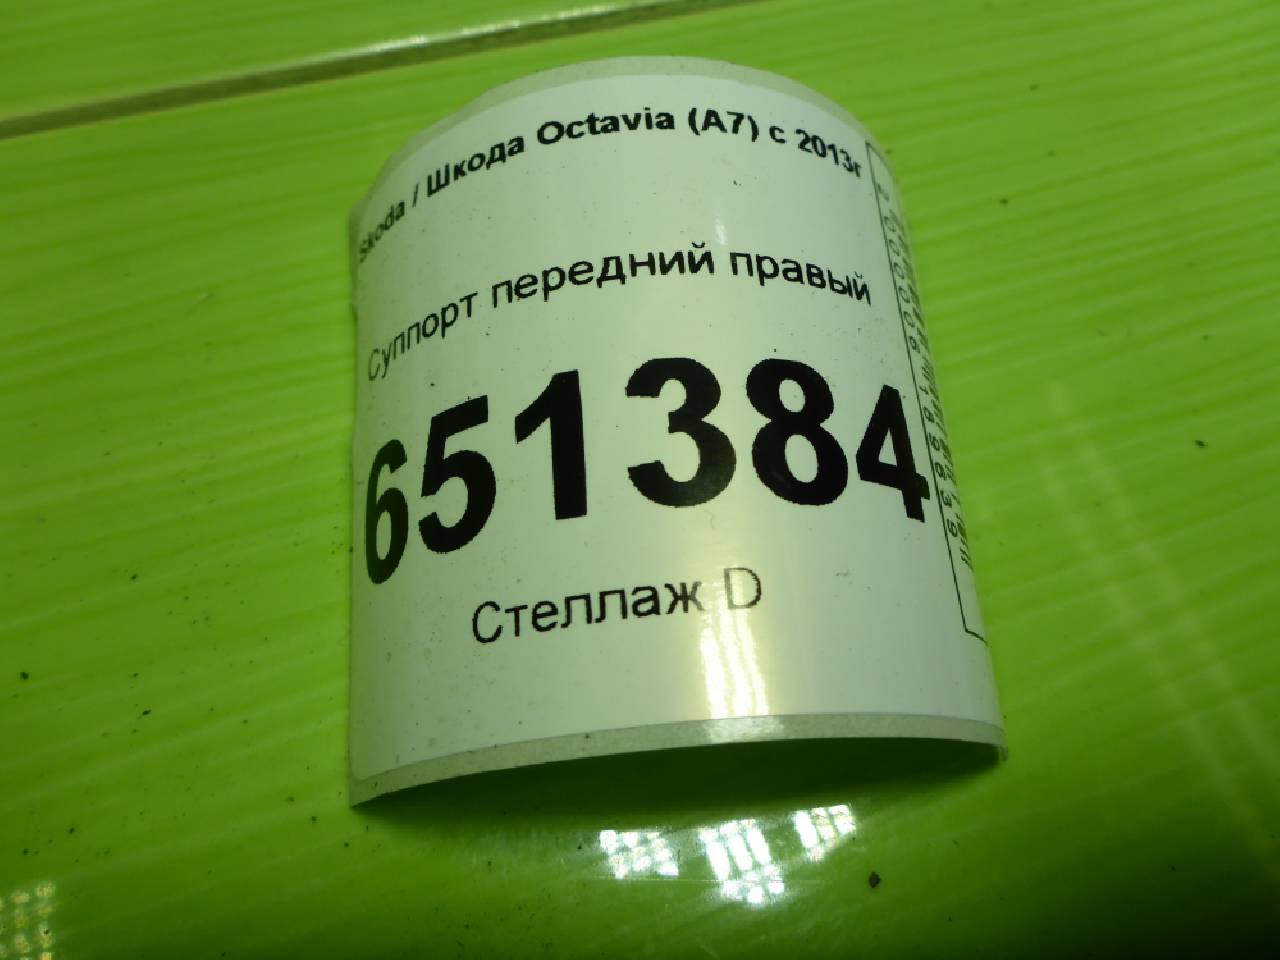 Skoda / Шкода Octavia (A7) с 2013г
Суппорт передний правый
651384
Стеллаж D